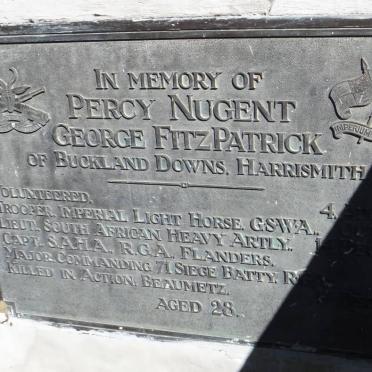 IN MEMORY OF
PERCY NUGENT
GEORGE FITZPATRICK
OF BUCKLAND DOWNS, HARRISMITH
VOLUNTEERED,
TROOPER, IMPERIAL LIGHT HORSE, G.S.W.A., 4.
LIEUT. SOUTH AFRICAN HEAVY ARTLY.,
CAPT. S.A.H.A., R.G.A., FLANDERS.
MAJOR COMMANDING 71 SIEGE BATTY.
KILLED IN ACTION, BEAUMETZ.
AGED 28.
IMPERIUM